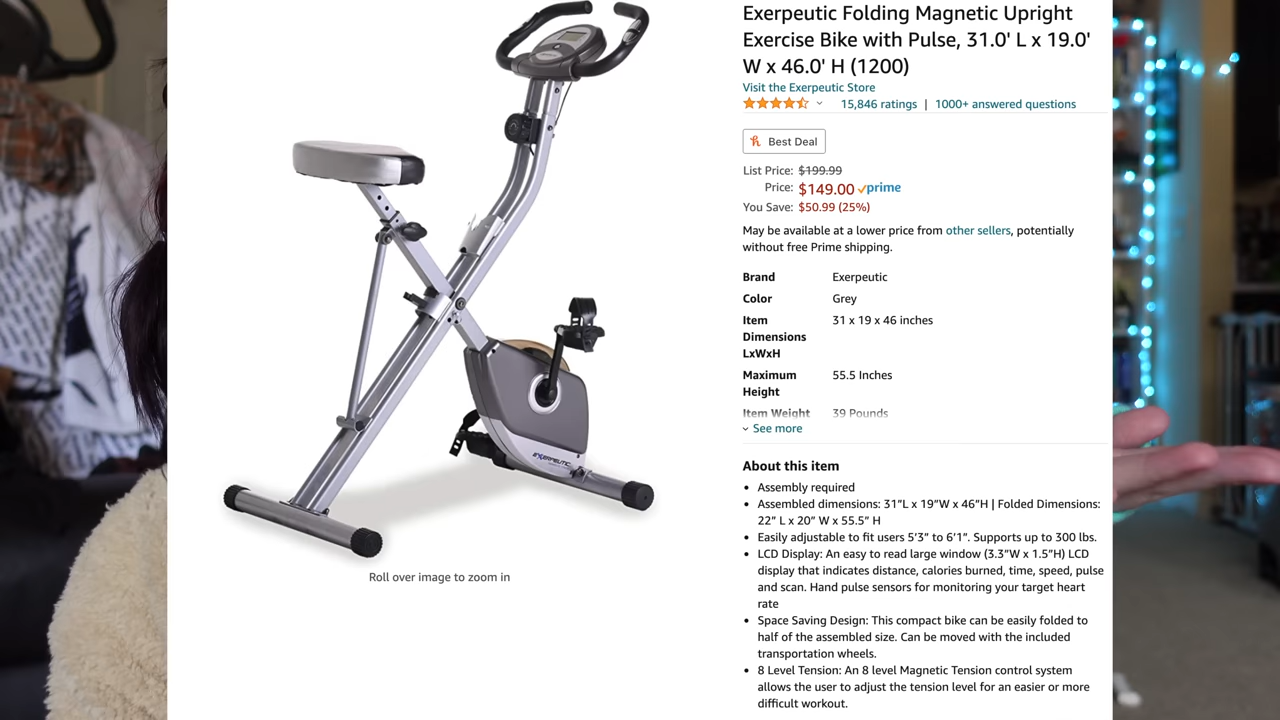 Exerpeutic Folding Magnetic Upright
Exercise Bike with Pulse, 31.0' L x 19.0'
W x 46.0' H (1200)
Visit the Exerpeutic Store
15,846 ratings | 1000+ answered questions
Best Deal
List Price: $199.99
Price: $149.00 prime
You Save: $50.99 (25%)
May be available at a lower price from other sellers, potentially
without free Prime shipping.
Brand Exerpeutic
Color Grey
Item Dimensions LxWxH 31 x 19 x 46 inches
Maximum Height 55.5 Inches
Item Weight 39 Pounds
See more
About this item
• Assembly required
• Assembled dimensions: 31"L x 19"W x 46"H | Folded Dimensions:
22" L x 20" W x 55.5" H
• Easily adjustable to fit users 5'3" to 6'1". Supports up to 300 lbs.
• LCD Display: An easy to read large window (3.3"W x 1.5"H) LCD
display that indicates distance, calories burned, time, speed, pulse
and scan. Hand pulse sensors for monitoring your target heart
rate
• Space Saving Design: This compact bike can be easily folded to
half of the assembled size. Can be moved with the included
transportation wheels.
• 8 Level Tension: An 8 level Magnetic Tension control system
allows the user to adjust the tension level for an easier or more
difficult workout.
EXERPEUTIC
Roll over image to zoom in